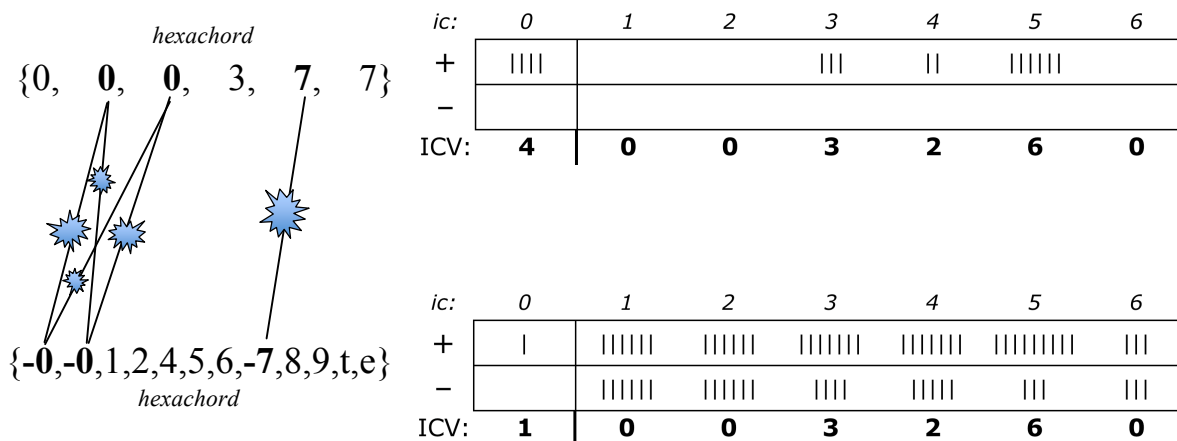 hexachord
{0, 0, 0, 3, 7, 7}
{-0,-0,1,2,4,5,6,-7,8,9,t,e}
hexachord
ic: 0 1 2 3 4 5 6
+ |||| ||| || ||||||
−
ICV: 4 0 0 3 2 6 0
ic: 0 1 2 3 4 5 6
+ | |||||| |||||| ||||||| ||||||| ||||||||| |||
− |||||| |||||| |||| ||||| ||| |||
ICV: 1 0 0 3 2 6 0